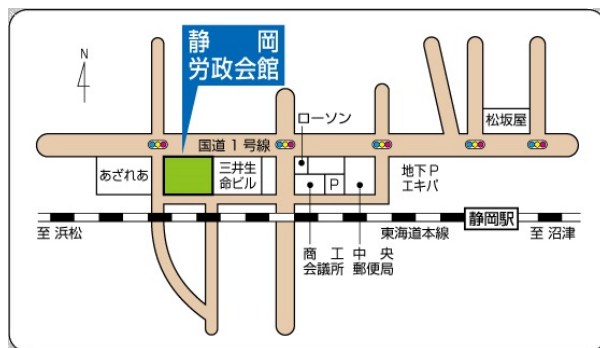 N
静岡
労政会館
ローソン
松坂屋
国道1号線
あざれあ
三井生
命ビル
P
地下P
エキパ
静岡駅
至 浜松
東海道本線
至 沼津
商工
会議所
中央
郵便局